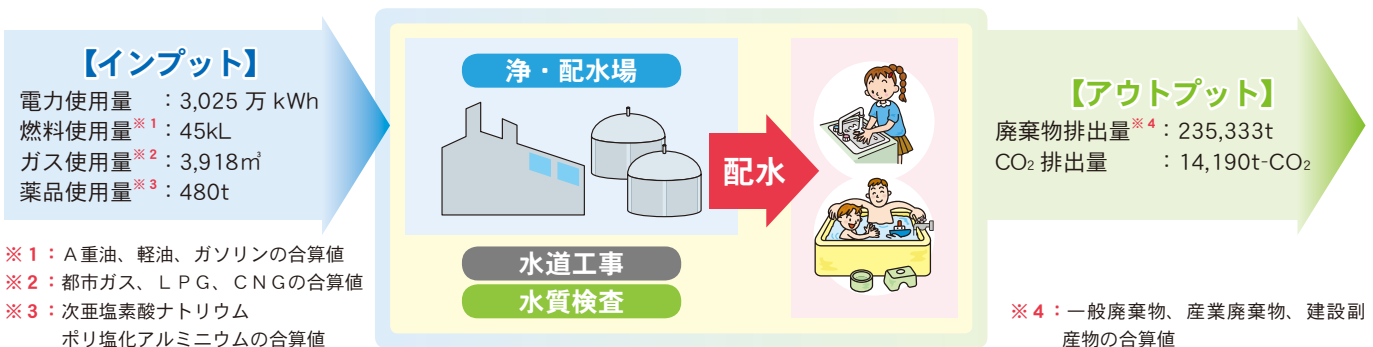 【インプット】
電力使用量　：3,025 万 kWh
燃料使用量※1：45kL
ガス使用量※2：3,918㎥
薬品使用量※3：480t
※1：A重油、軽油、ガソリンの合算値
※2：都市ガス、LPG、CNGの合算値
※3：次亜塩素酸ナトリウム
ポリ塩化アルミニウムの合算値
浄・配水場
配水
水道工事
水質検査
【アウトプット】
廃棄物排出量※4：235,333t
CO₂ 排出量　：14,190t-CO₂
※4：一般廃棄物、産業廃棄物、建設副
産物の合算値